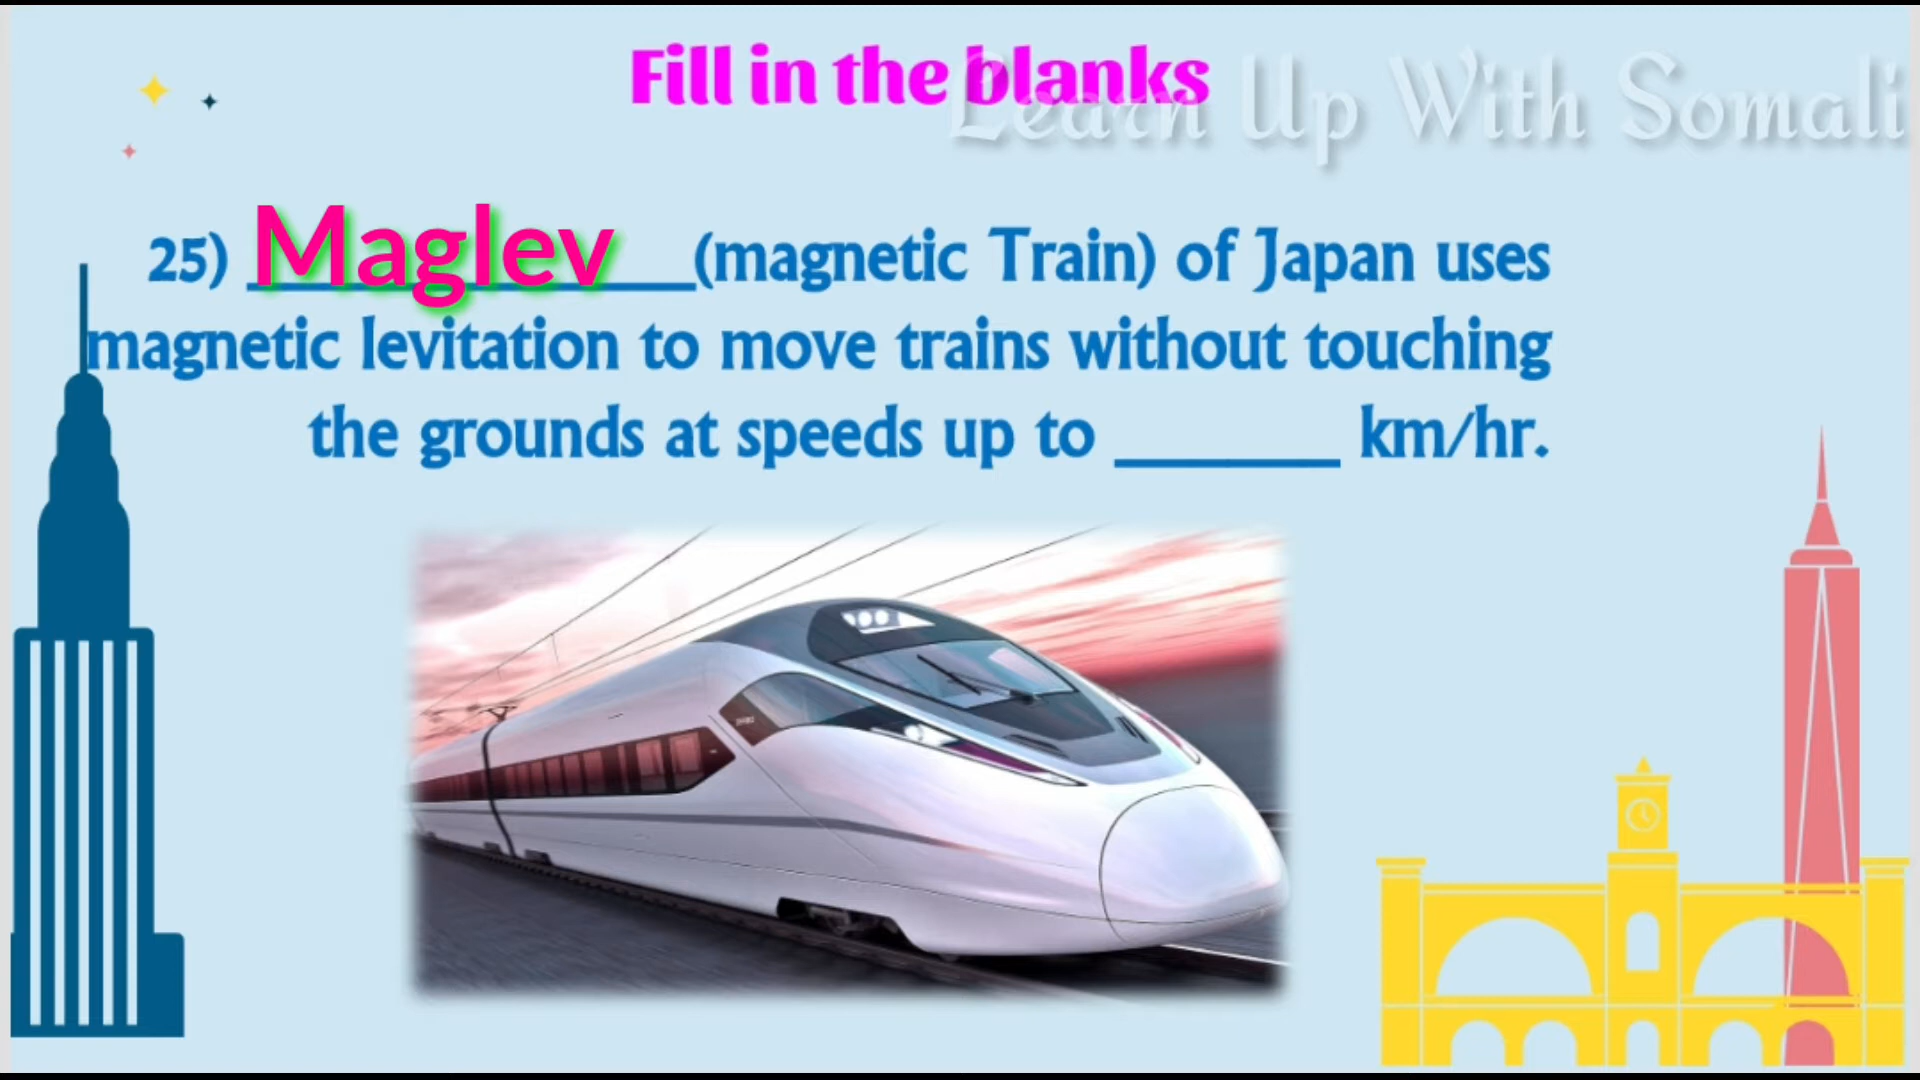 Fill in the blanks
Learn Up With Somali
25) Maglev (magnetic Train) of Japan uses
magnetic levitation to move trains without touching
the grounds at speeds up to ______ km/hr.